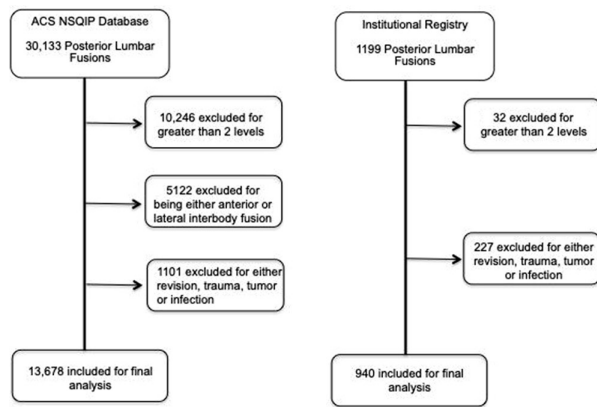 ACS NSQIP Database
30,133 Posterior Lumbar
Fusions
10,246 excluded for
greater than 2 levels
5122 excluded for
being either anterior or
lateral interbody fusion
1101 excluded for either
revision, trauma, tumor
or infection
13,678 included for final
analysis
Institutional Registry
1199 Posterior Lumbar
Fusions
32 excluded for
greater than 2 levels
227 excluded for either
revision, trauma, tumor
or infection
940 included for final
analysis